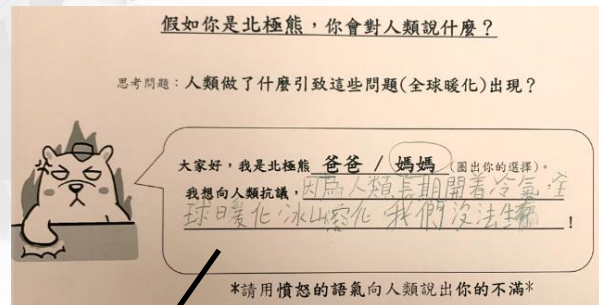 假如你是北極熊，你會對人類說什麼？
思考問題：人類做了什麼引致這些問題(全球暖化)出現？
大家好，我是北極熊 爸爸 / 媽媽 (圈出你的選擇)。
我想向人類抗議，因為人類長期開着冷氣，全
球日暖化，冰山溶化，我們沒法生！
*請用憤怒的語氣向人類說出你的不滿*